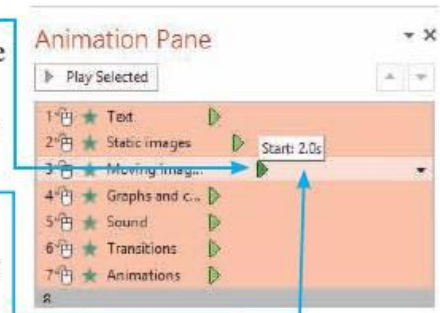 Animation Pane
Play Selected
1 Text
2 Static images
Start: 2.0s
3 Moving imag...
4 Graphs and c...
5 Sound
6 Transitions
7 Animations